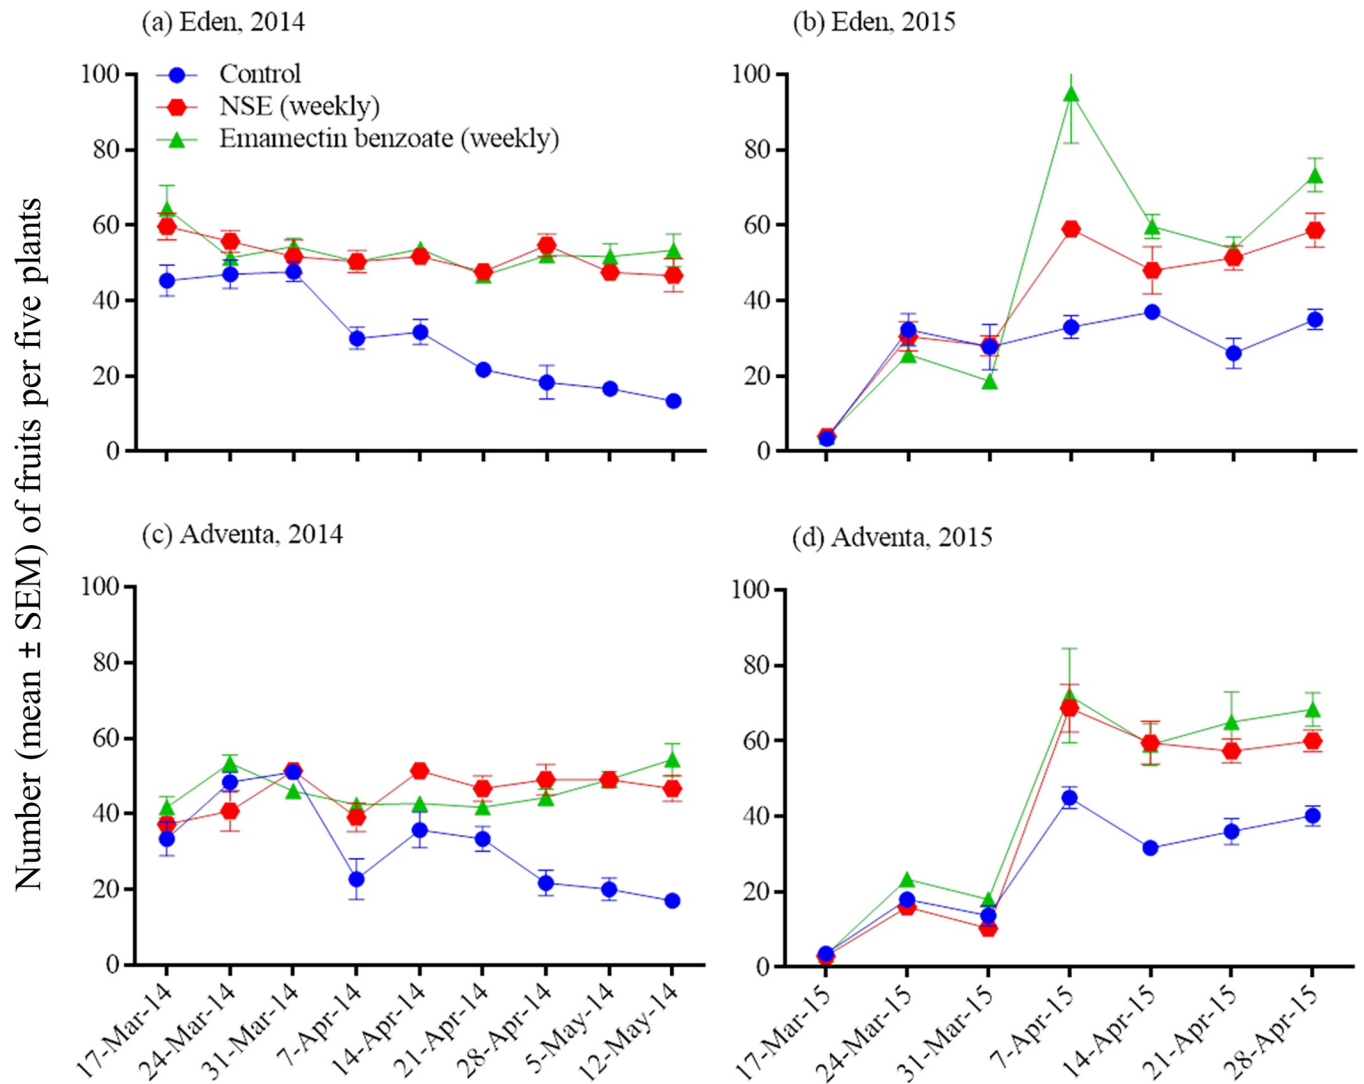 (a) Eden, 2014
Control
NSE (weekly)
Emamectin benzoate (weekly)
100
80
60
40
20
0
(b) Eden, 2015
100
80
60
40
20
0
Number (mean ± SEM) of fruits per five plants
(c) Adventa, 2014
100
80
60
40
20
0
17-Mar-14
24-Mar-14
31-Mar-14
7-Apr-14
14-Apr-14
21-Apr-14
28-Apr-14
5-May-14
12-May-14
(d) Adventa, 2015
100
80
60
40
20
0
17-Mar-15
24-Mar-15
31-Mar-15
7-Apr-15
14-Apr-15
21-Apr-15
28-Apr-15